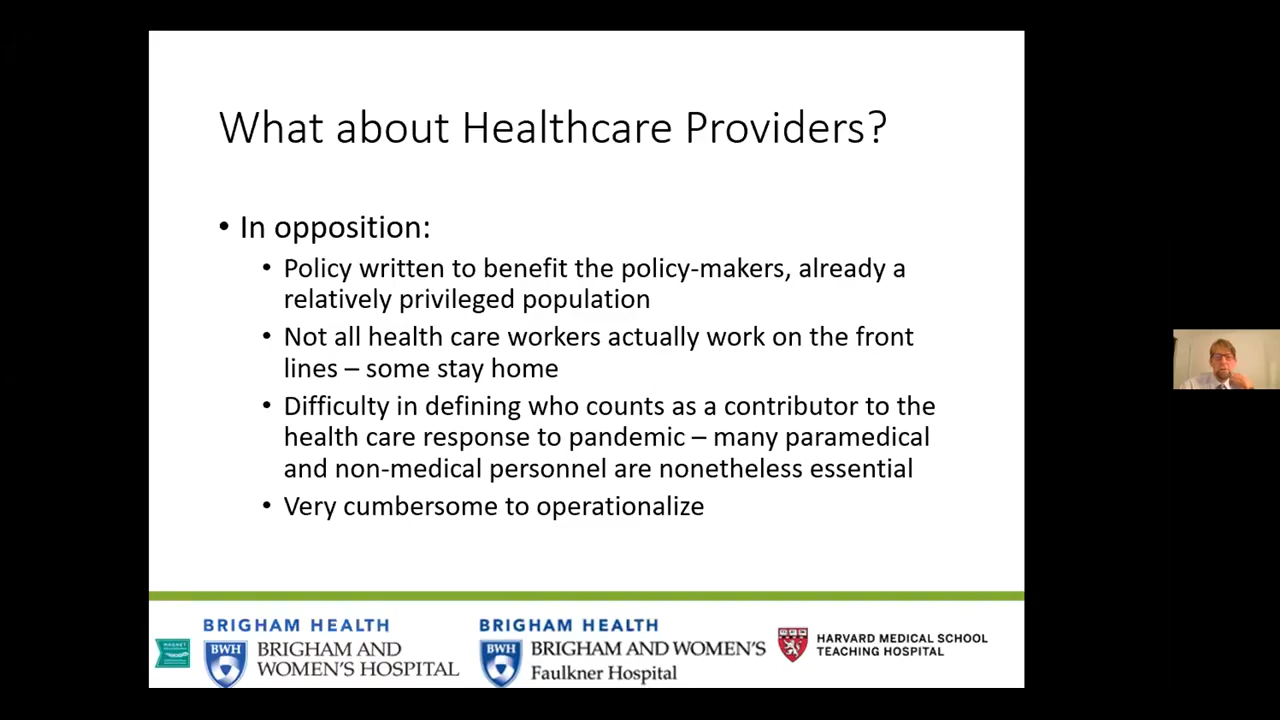 What about Healthcare Providers?
• In opposition:
• Policy written to benefit the policy-makers, already a
relatively privileged population
• Not all health care workers actually work on the front
lines – some stay home
• Difficulty in defining who counts as a contributor to the
health care response to pandemic – many paramedical
and non-medical personnel are nonetheless essential
• Very cumbersome to operationalize
BRIGHAM HEALTH
BWH
BRIGHAM AND
WOMEN'S HOSPITAL
BRIGHAM HEALTH
BWH
BRIGHAM AND WOMEN'S
Faulkner Hospital
HARVARD MEDICAL SCHOOL
TEACHING HOSPITAL